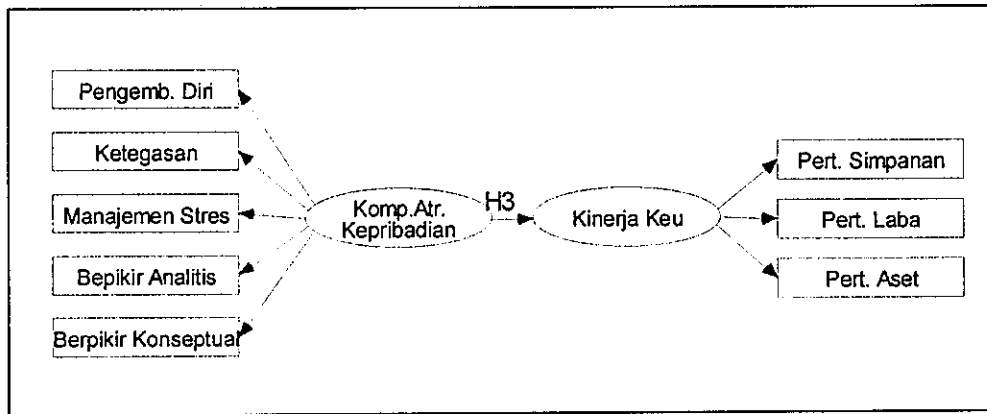 Pengemb. Diri
Ketegasan
Manajemen Stres
Bepikir Analitis
Berpikir Konseptual
Komp.Atr.
Kepribadian
H3
Kinerja Keu
Pert. Simpanan
Pert. Laba
Pert. Aset